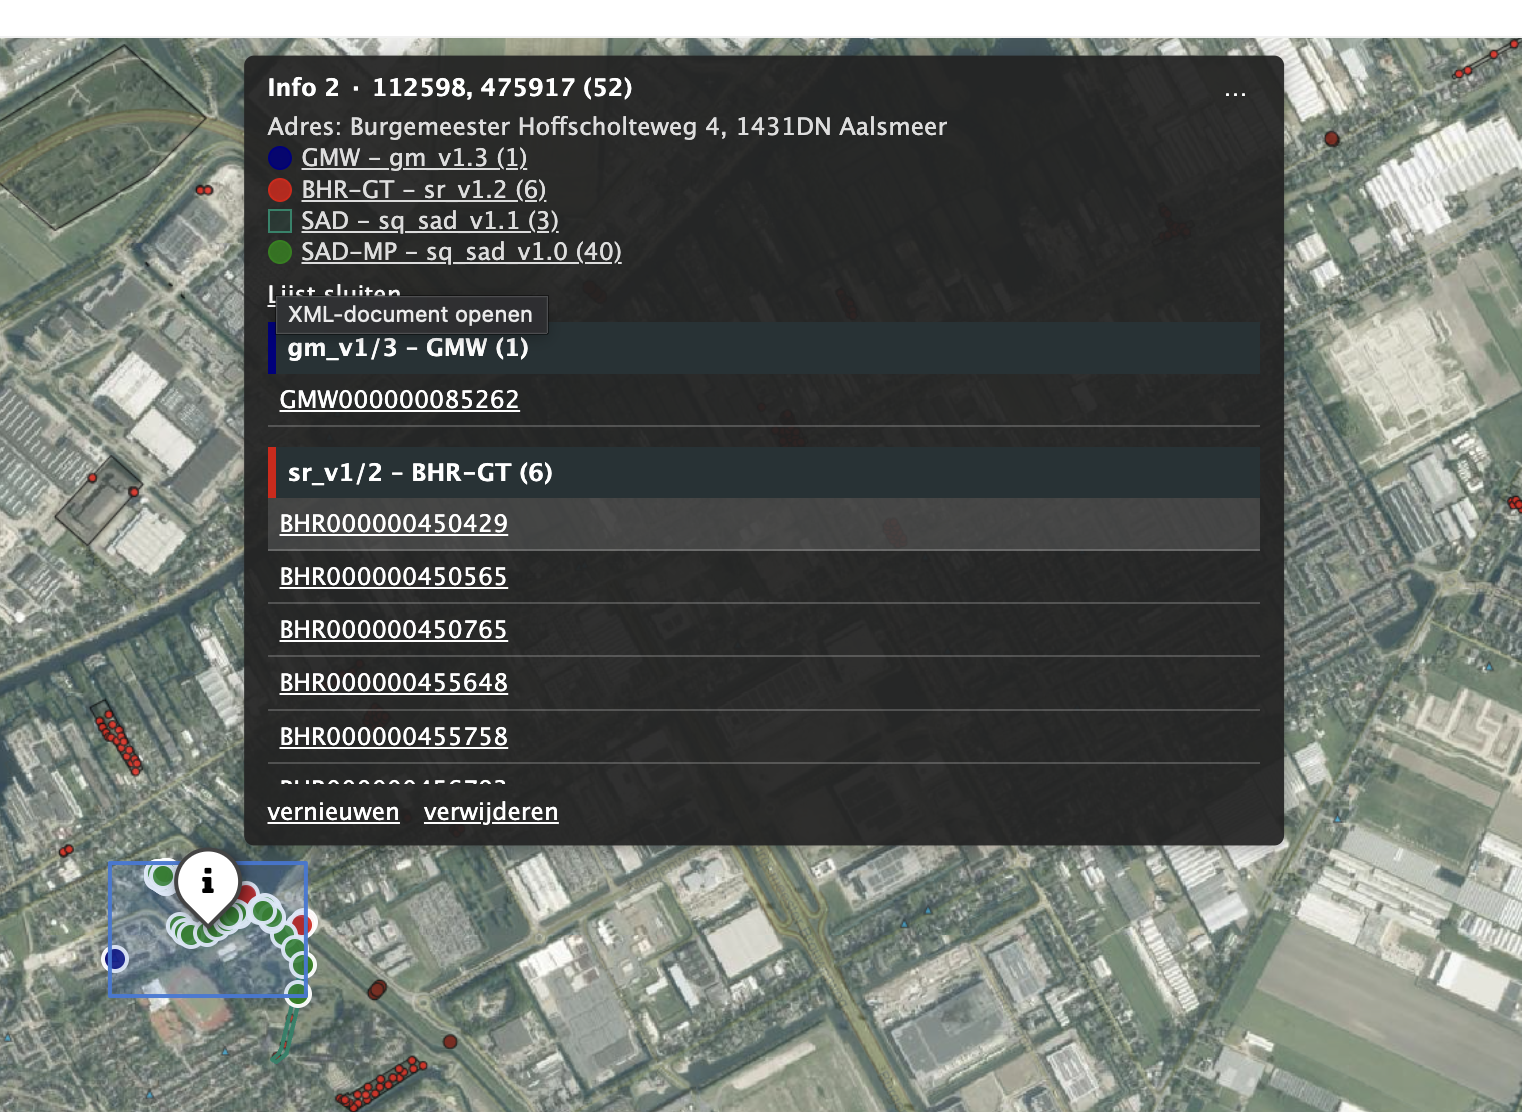 Info 2 · 112598, 475917 (52)
...
Adres: Burgemeester Hoffscholteweg 4, 1431DN Aalsmeer
GMW – gm_v1.3 (1)
BHR-GT – sr_v1.2 (6)
SAD – sq_sad_v1.1 (3)
SAD-MP – sq_sad_v1.0 (40)
Lijst sluiten
XML-document openen
gm_v1/3 – GMW (1)
GMW000000085262
sr_v1/2 – BHR-GT (6)
BHR000000450429
BHR000000450565
BHR000000450765
BHR000000455648
BHR000000455758
vernieuwen verwijderen
i